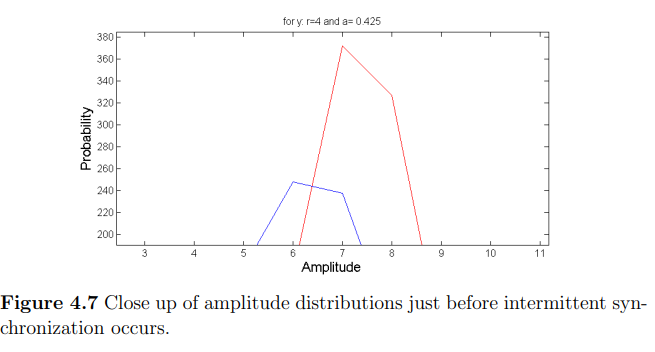 for y: r=4 and a= 0.425
380
360
340
320
300
280
260
240
220
200
Probability
3 4 5 6 7 8 9 10 11
Amplitude
Figure 4.7 Close up of amplitude distributions just before intermittent syn-
chronization occurs.